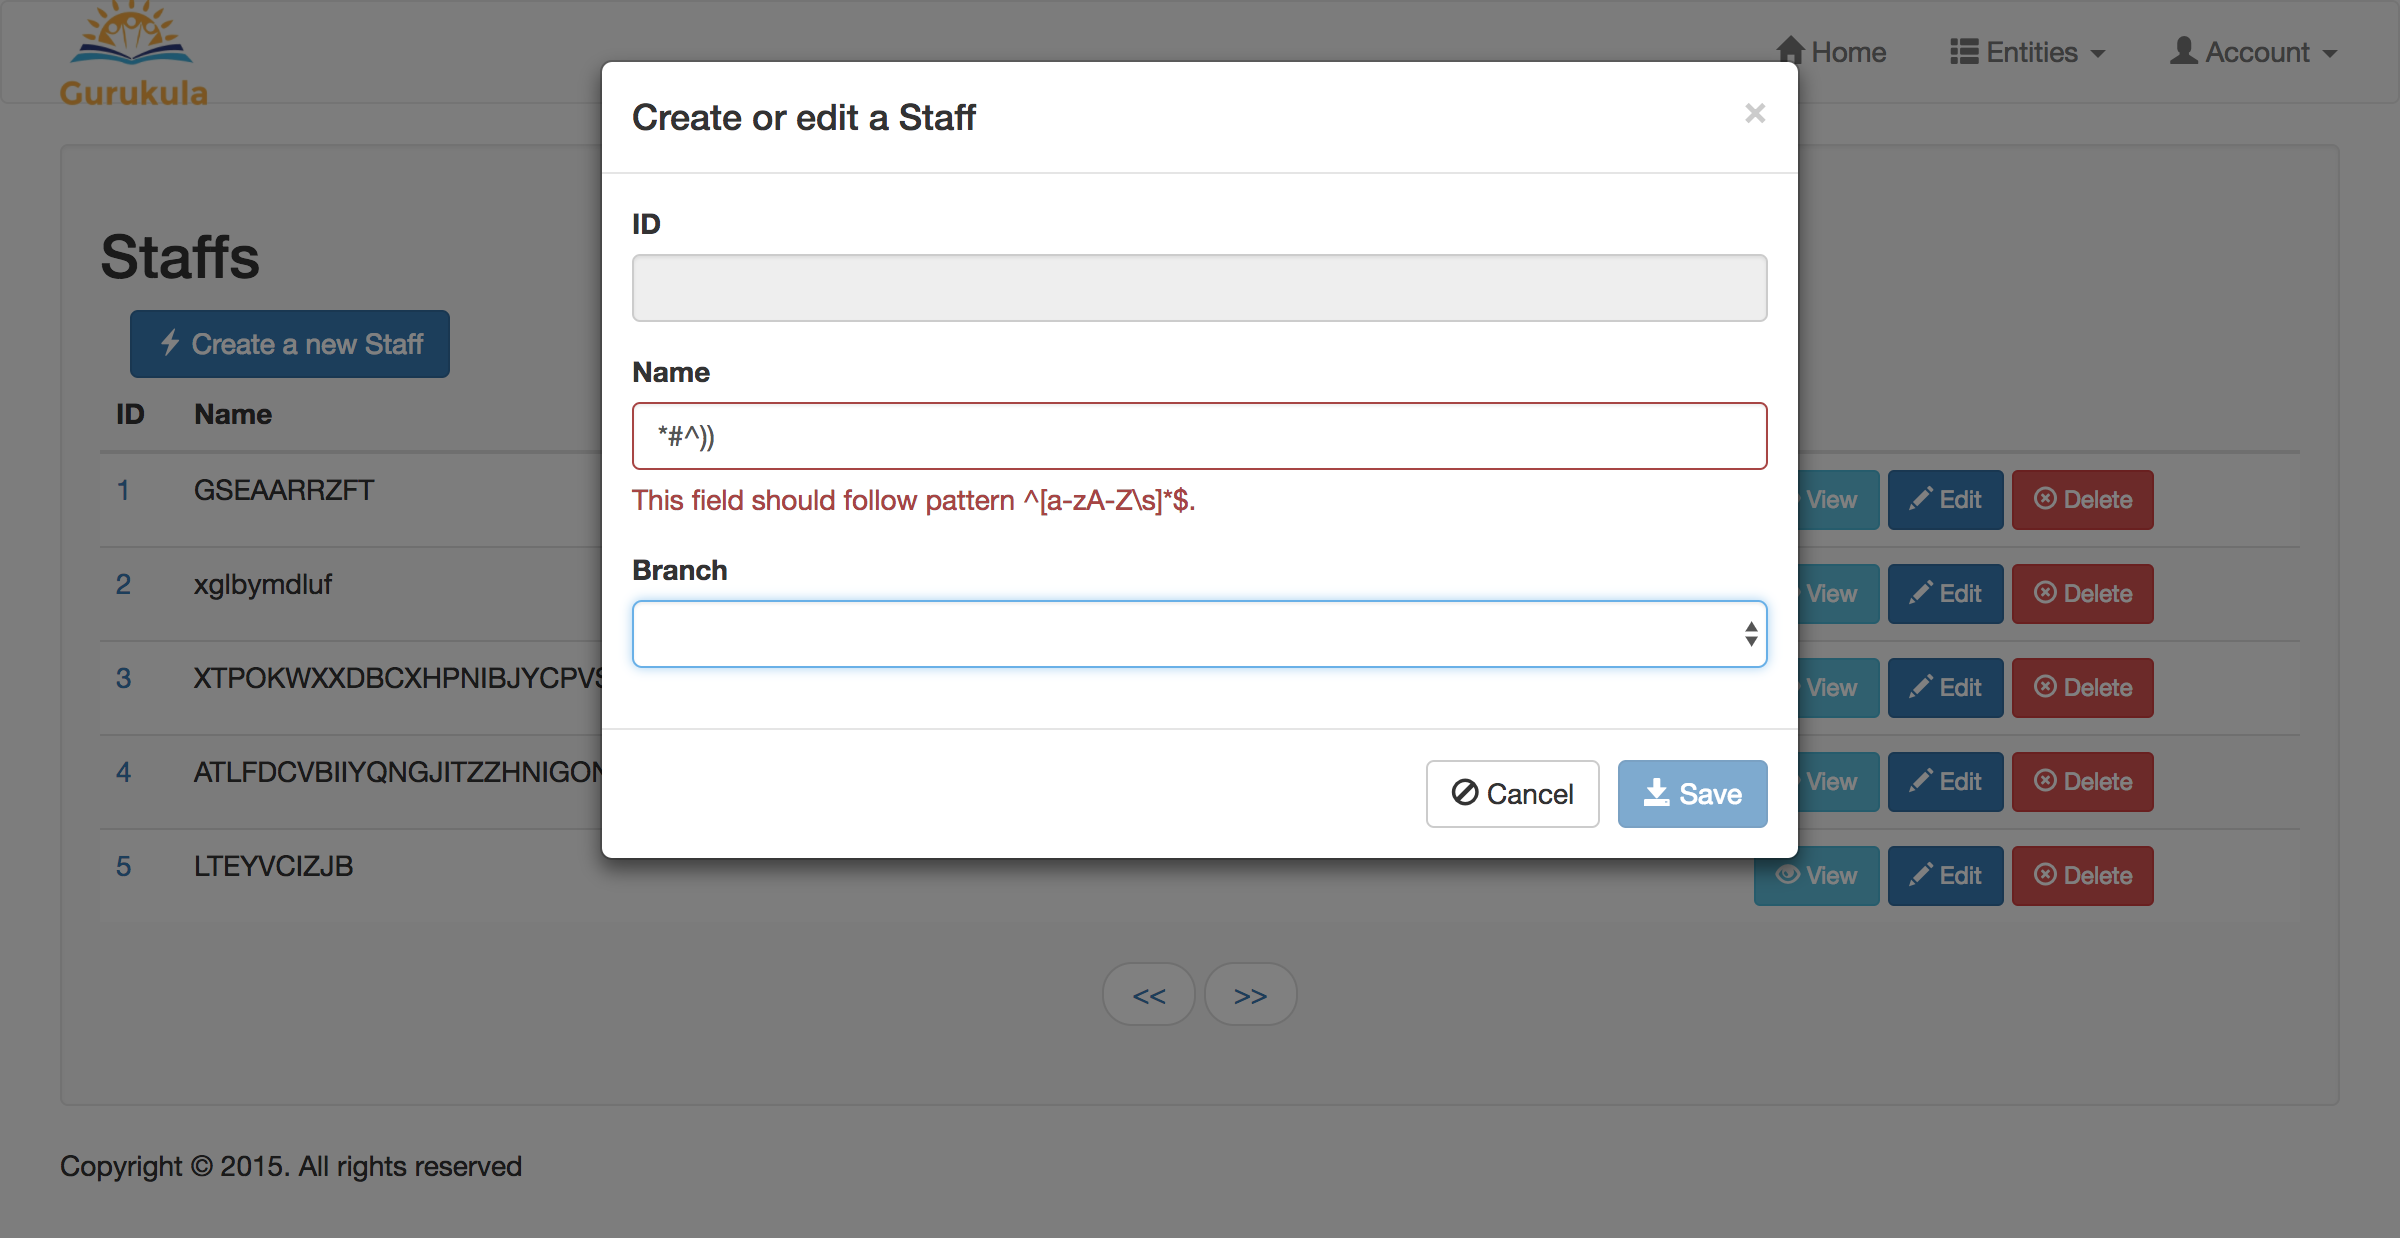 Gurukula
Home Entities Account
Create or edit a Staff ×
ID
Name
*#^))
This field should follow pattern ^[a-zA-Z\s]*$.
Branch
Cancel Save
Staffs
Create a new Staff
ID Name
1 GSEAARRZFT View Edit Delete
2 xglbymdluf View Edit Delete
3 XTPOKWXXDBCXHPNIBJYCPVS View Edit Delete
4 ATLFDCVBIIYQNGJITZZHNIGON View Edit Delete
5 LTEYVCIZJB View Edit Delete
<< >>
Copyright © 2015. All rights reserved